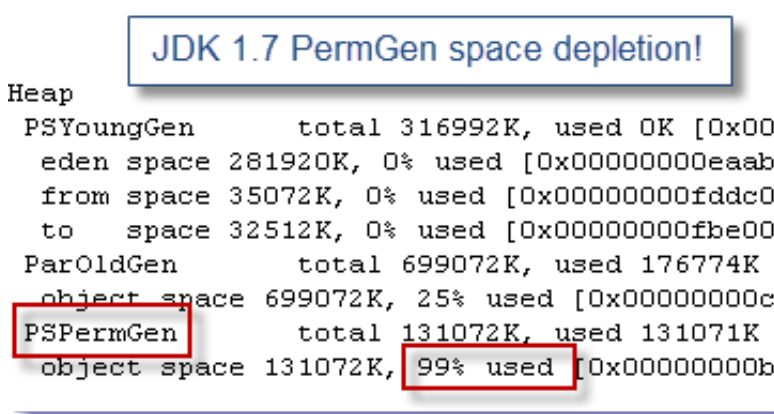 JDK 1.7 PermGen space depletion!
Heap
PSYoungGen total 316992K, used 0K [0x00
eden space 281920K, 0% used [0x00000000eaab
from space 35072K, 0% used [0x00000000fddc0
to space 32512K, 0% used [0x00000000fbe00
ParOldGen total 699072K, used 176774K
object space 699072K, 25% used [0x00000000c
PSPermGen total 131072K, used 131071K
object space 131072K, 99% used [0x00000000b